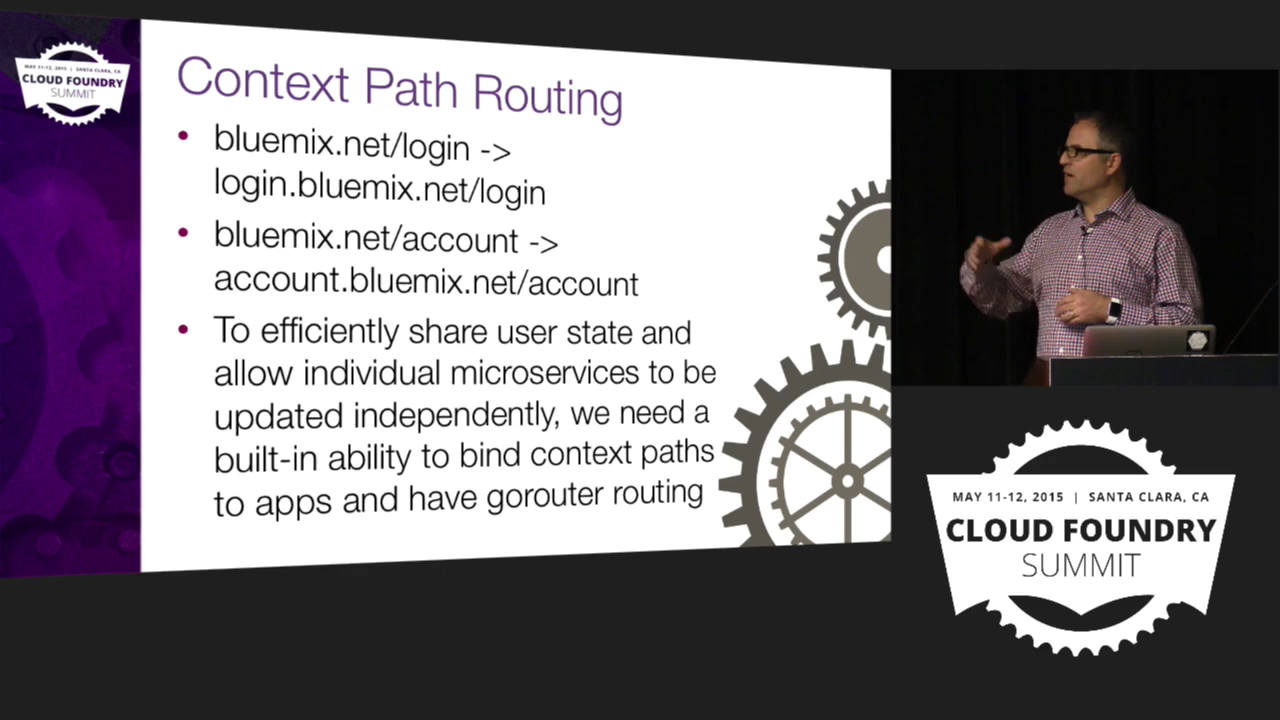 MAY 11-12, 2015 | SANTA CLARA, CA
CLOUD FOUNDRY
SUMMIT
Context Path Routing
• bluemix.net/login ->
login.bluemix.net/login
• bluemix.net/account ->
account.bluemix.net/account
• To efficiently share user state and
allow individual microservices to be
updated independently, we need a
built-in ability to bind context paths
to apps and have gorouter routing
MAY 11-12, 2015 | SANTA CLARA, CA
CLOUD FOUNDRY
SUMMIT